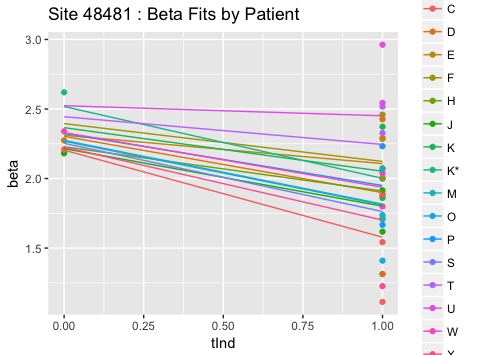 Site 48481 : Beta Fits by Patient
beta
3.0
2.5
2.0
1.5
0.00
0.25
0.50
0.75
1.00
tInd
C
D
E
F
H
J
K
K*
M
O
P
S
T
U
W